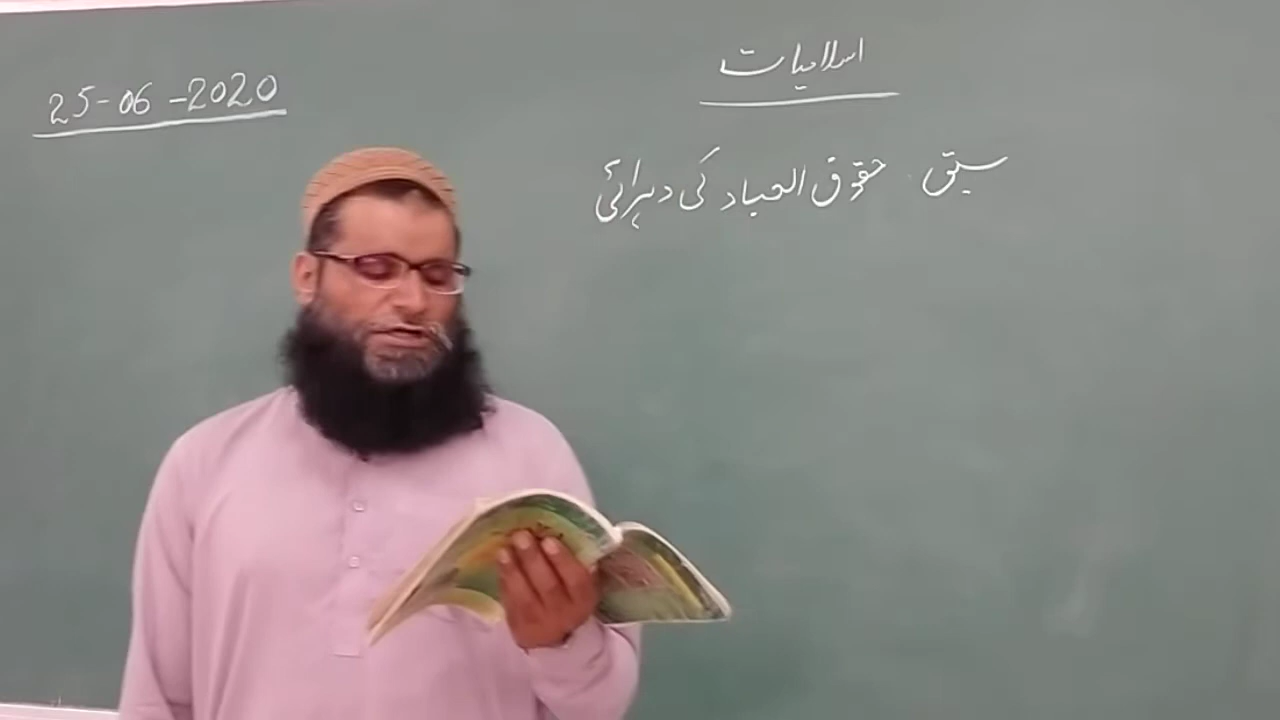 25-06-2020
اسلامیات
سبق . حقوق العباد کی دہرائی